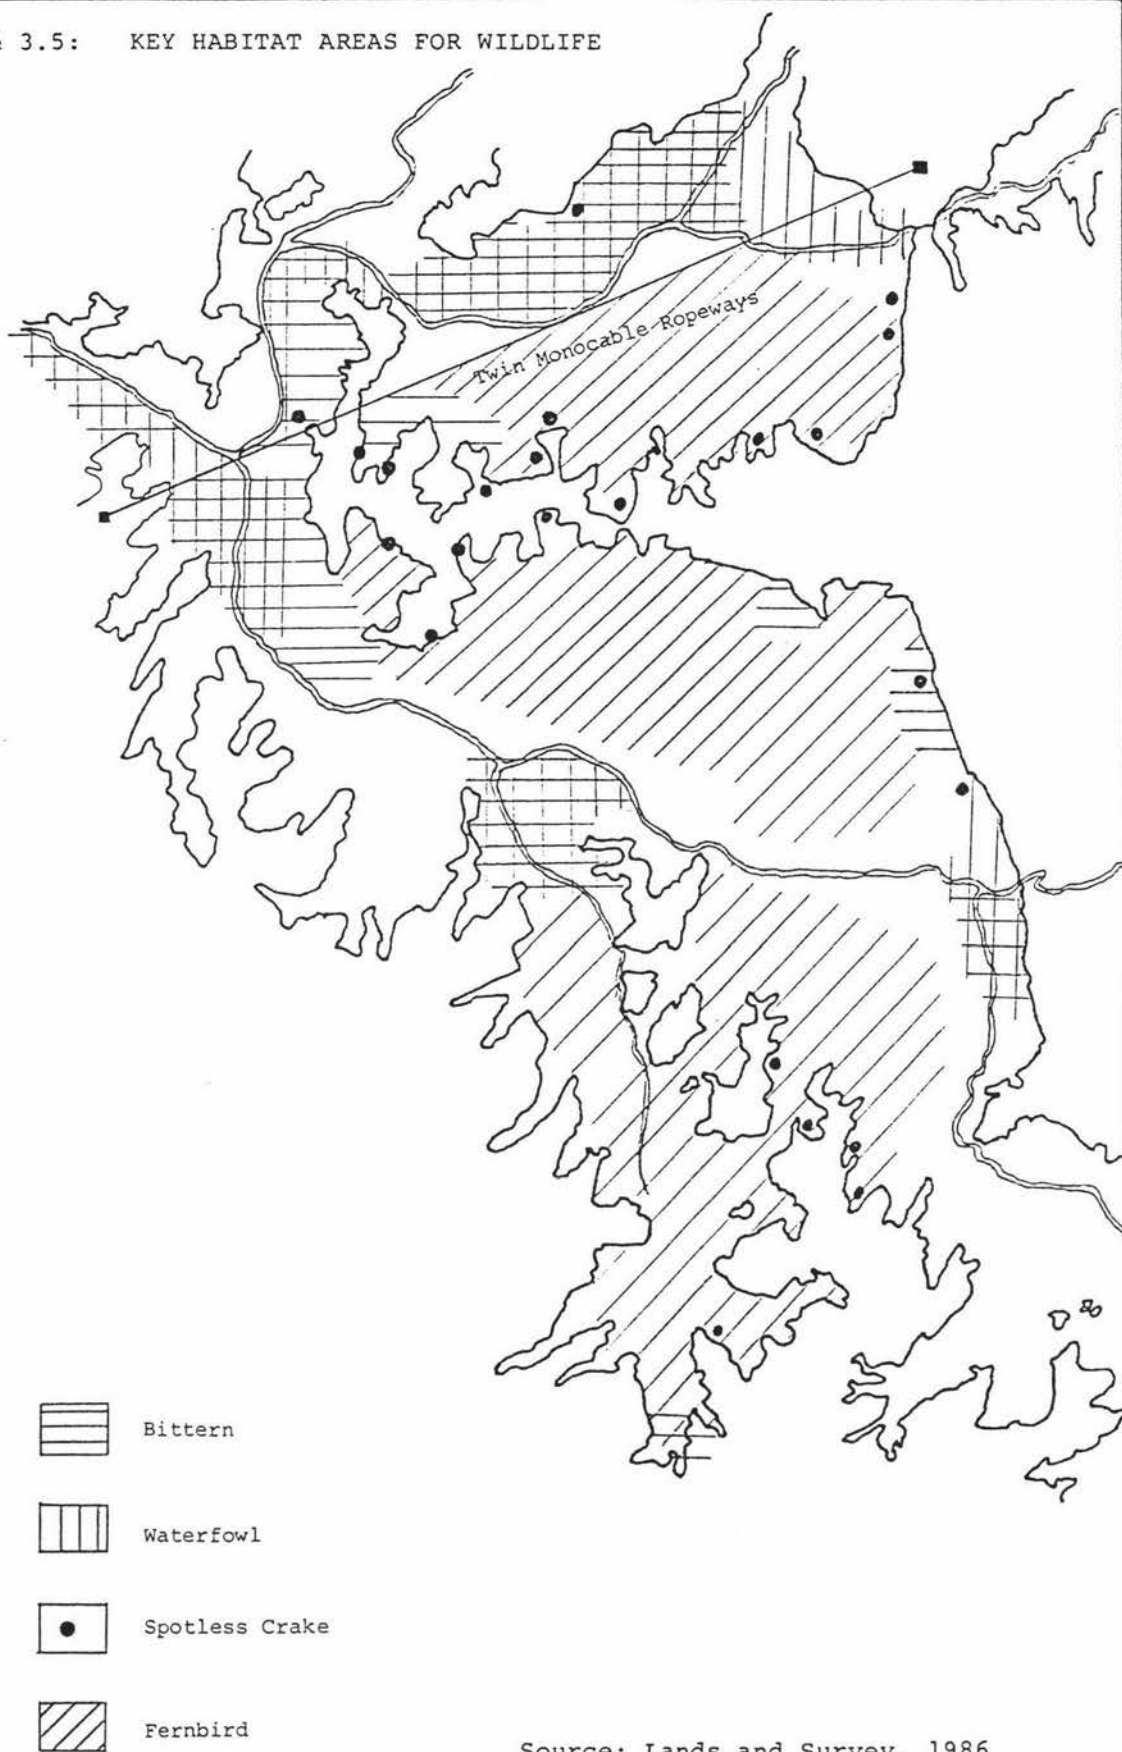 3.5: KEY HABITAT AREAS FOR WILDLIFE
Twin Monocable Ropeways
Bittern
Waterfowl
Spotless Crake
Fernbird
Source: Lands and Survey, 1986